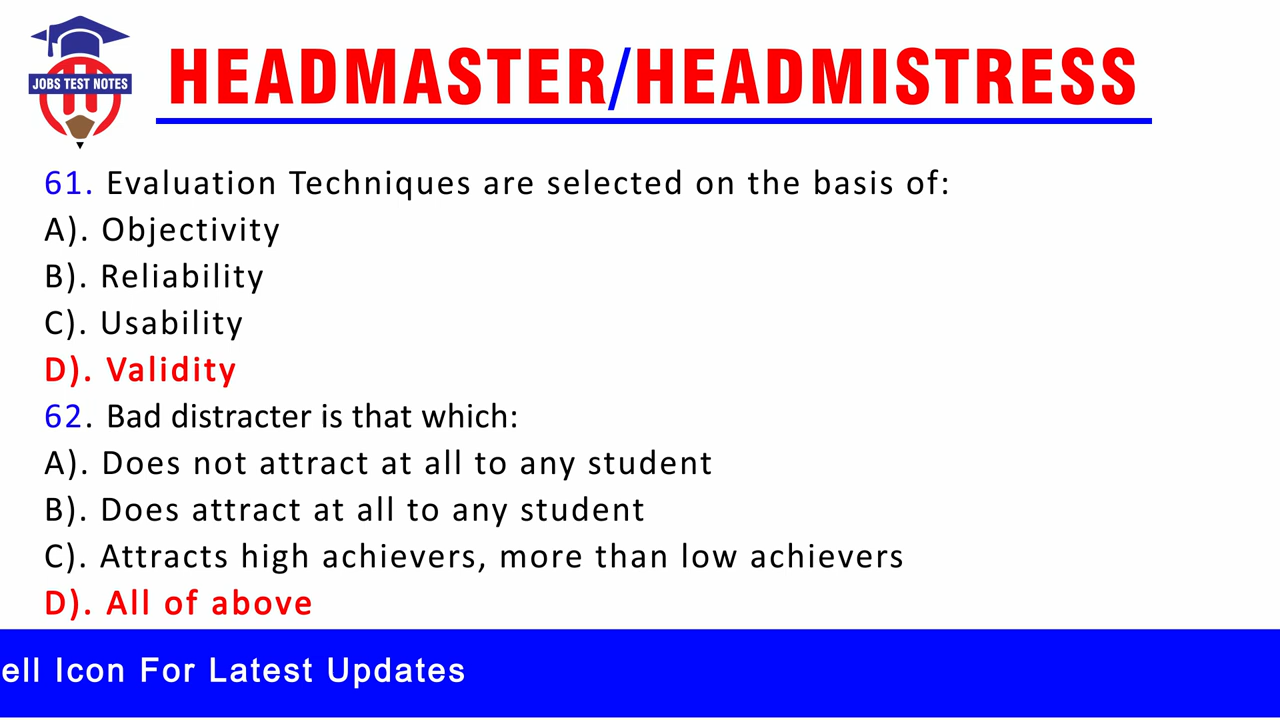 JOBS TEST NOTES
HEADMASTER/HEADMISTRESS
61. Evaluation Techniques are selected on the basis of:
A). Objectivity
B). Reliability
C). Usability
D). Validity
62. Bad distracter is that which:
A). Does not attract at all to any student
B). Does attract at all to any student
C). Attracts high achievers, more than low achievers
D). All of above
ell Icon For Latest Updates